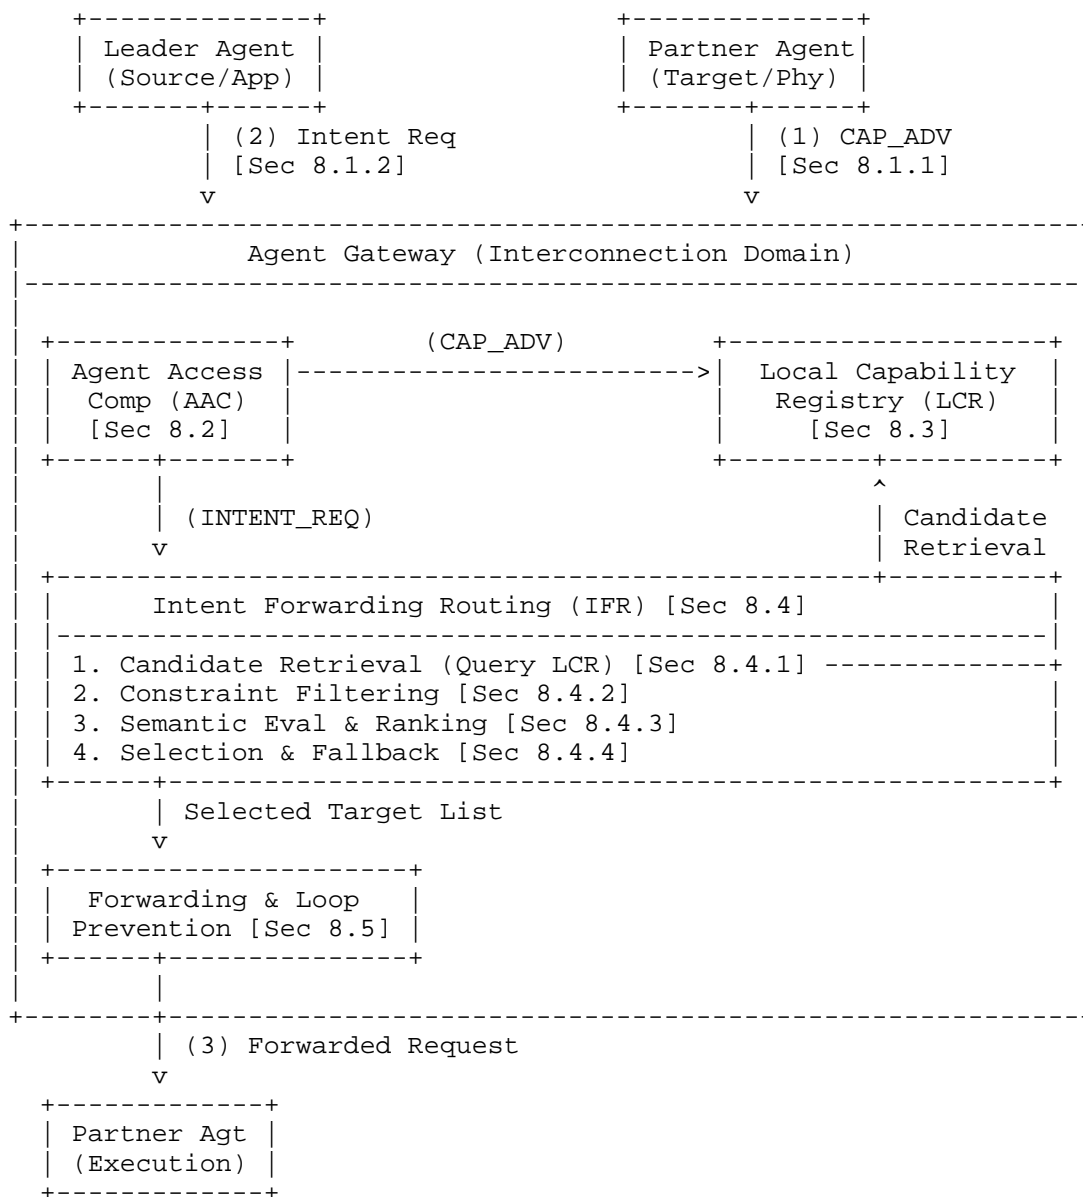 Leader Agent Partner Agent
(Source/App) (Target/Phy)
(2) Intent Req (1) CAP_ADV
[Sec 8.1.2] [Sec 8.1.1]
Agent Gateway (Interconnection Domain)
(CAP_ADV)
Agent Access Local Capability
Comp (AAC) Registry (LCR)
[Sec 8.2] [Sec 8.3]
(INTENT_REQ) Candidate
Retrieval
Intent Forwarding Routing (IFR) [Sec 8.4]
1. Candidate Retrieval (Query LCR) [Sec 8.4.1]
2. Constraint Filtering [Sec 8.4.2]
3. Semantic Eval & Ranking [Sec 8.4.3]
4. Selection & Fallback [Sec 8.4.4]
Selected Target List
Forwarding & Loop
Prevention [Sec 8.5]
(3) Forwarded Request
Partner Agt
(Execution)